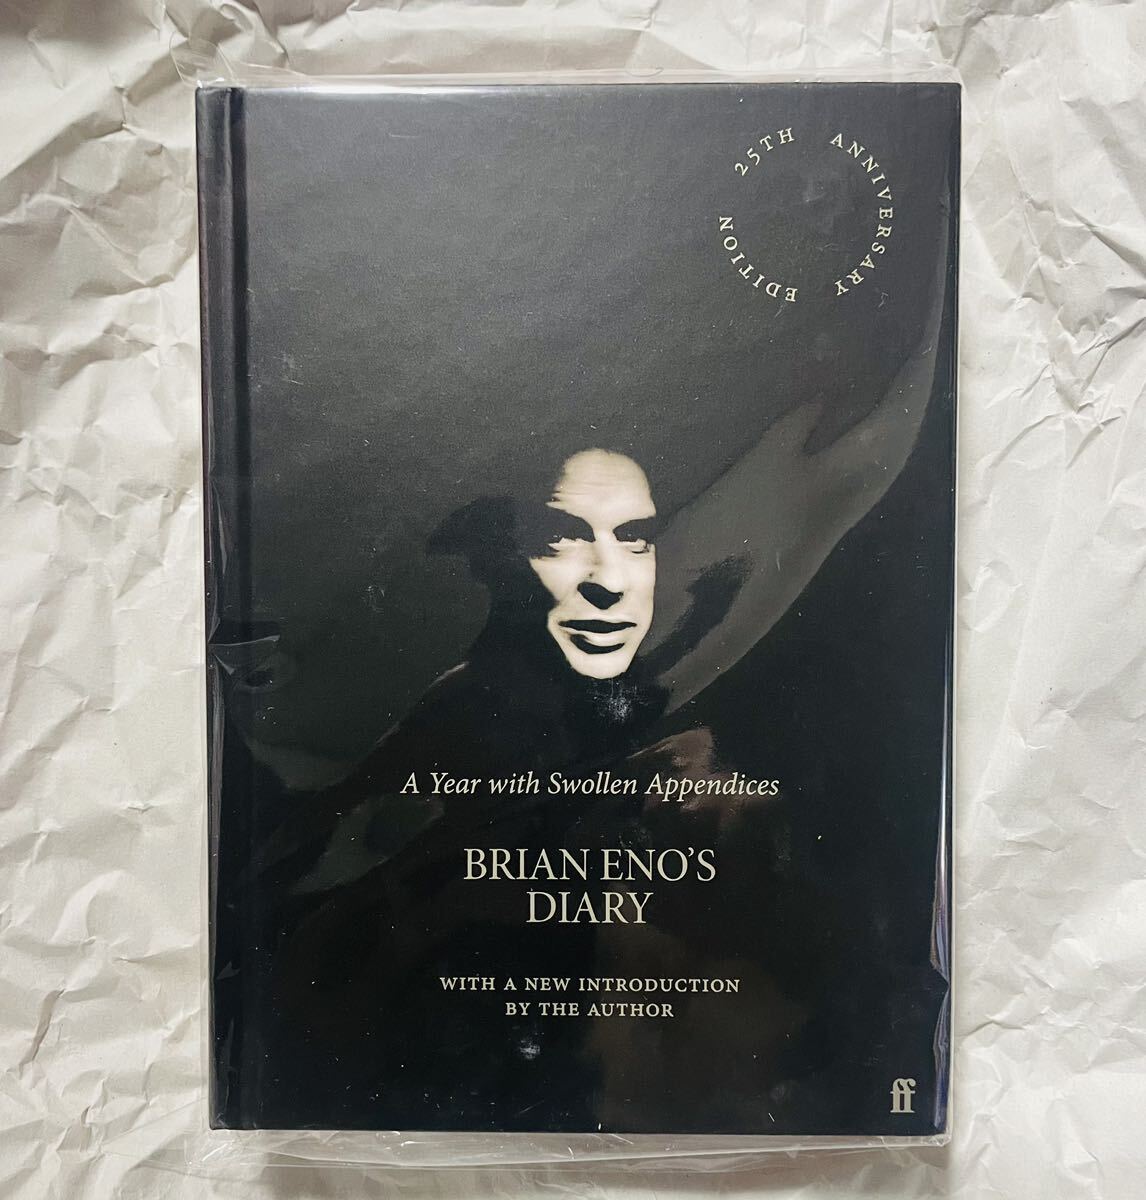 25TH ANNIVERSARY EDITION
A Year with Swollen Appendices
BRIAN ENO'S
DIARY
WITH A NEW INTRODUCTION
BY THE AUTHOR
ff